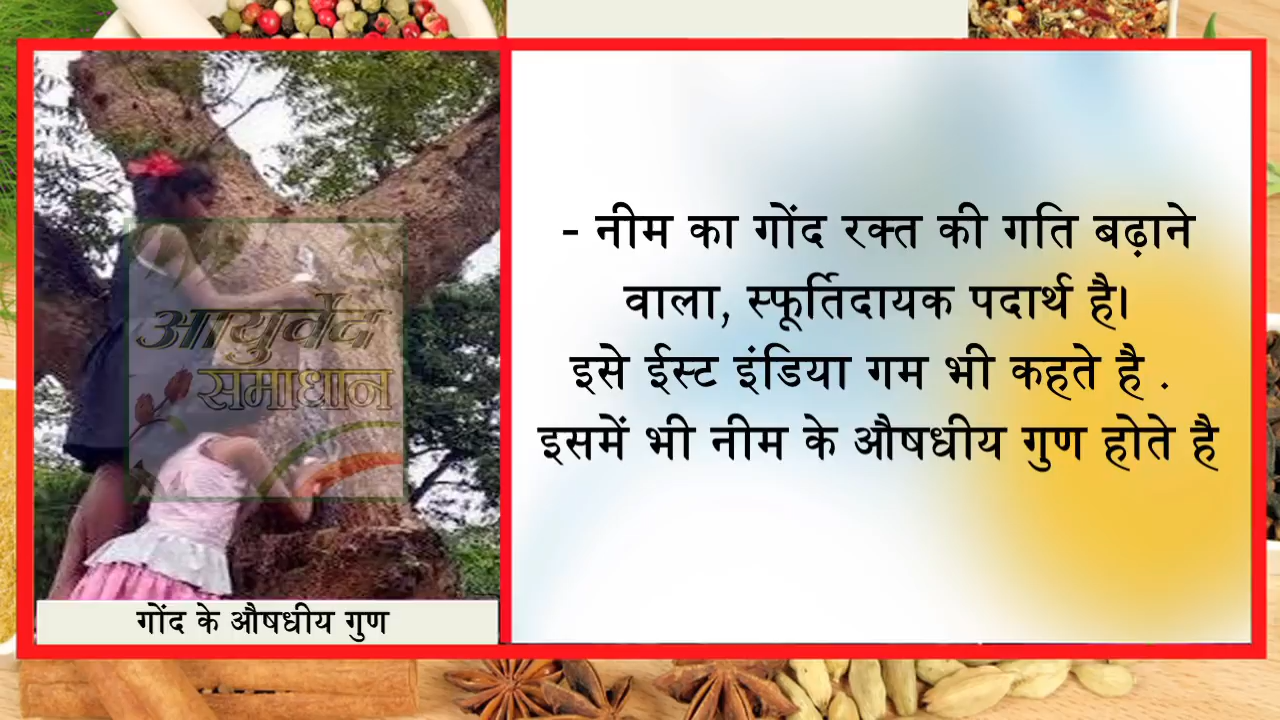 आयुर्वेद
समाधान
गोंद के औषधीय गुण
- नीम का गोंद रक्त की गति बढ़ाने
वाला, स्फूर्तिदायक पदार्थ है।
इसे ईस्ट इंडिया गम भी कहते है .
इसमें भी नीम के औषधीय गुण होते है